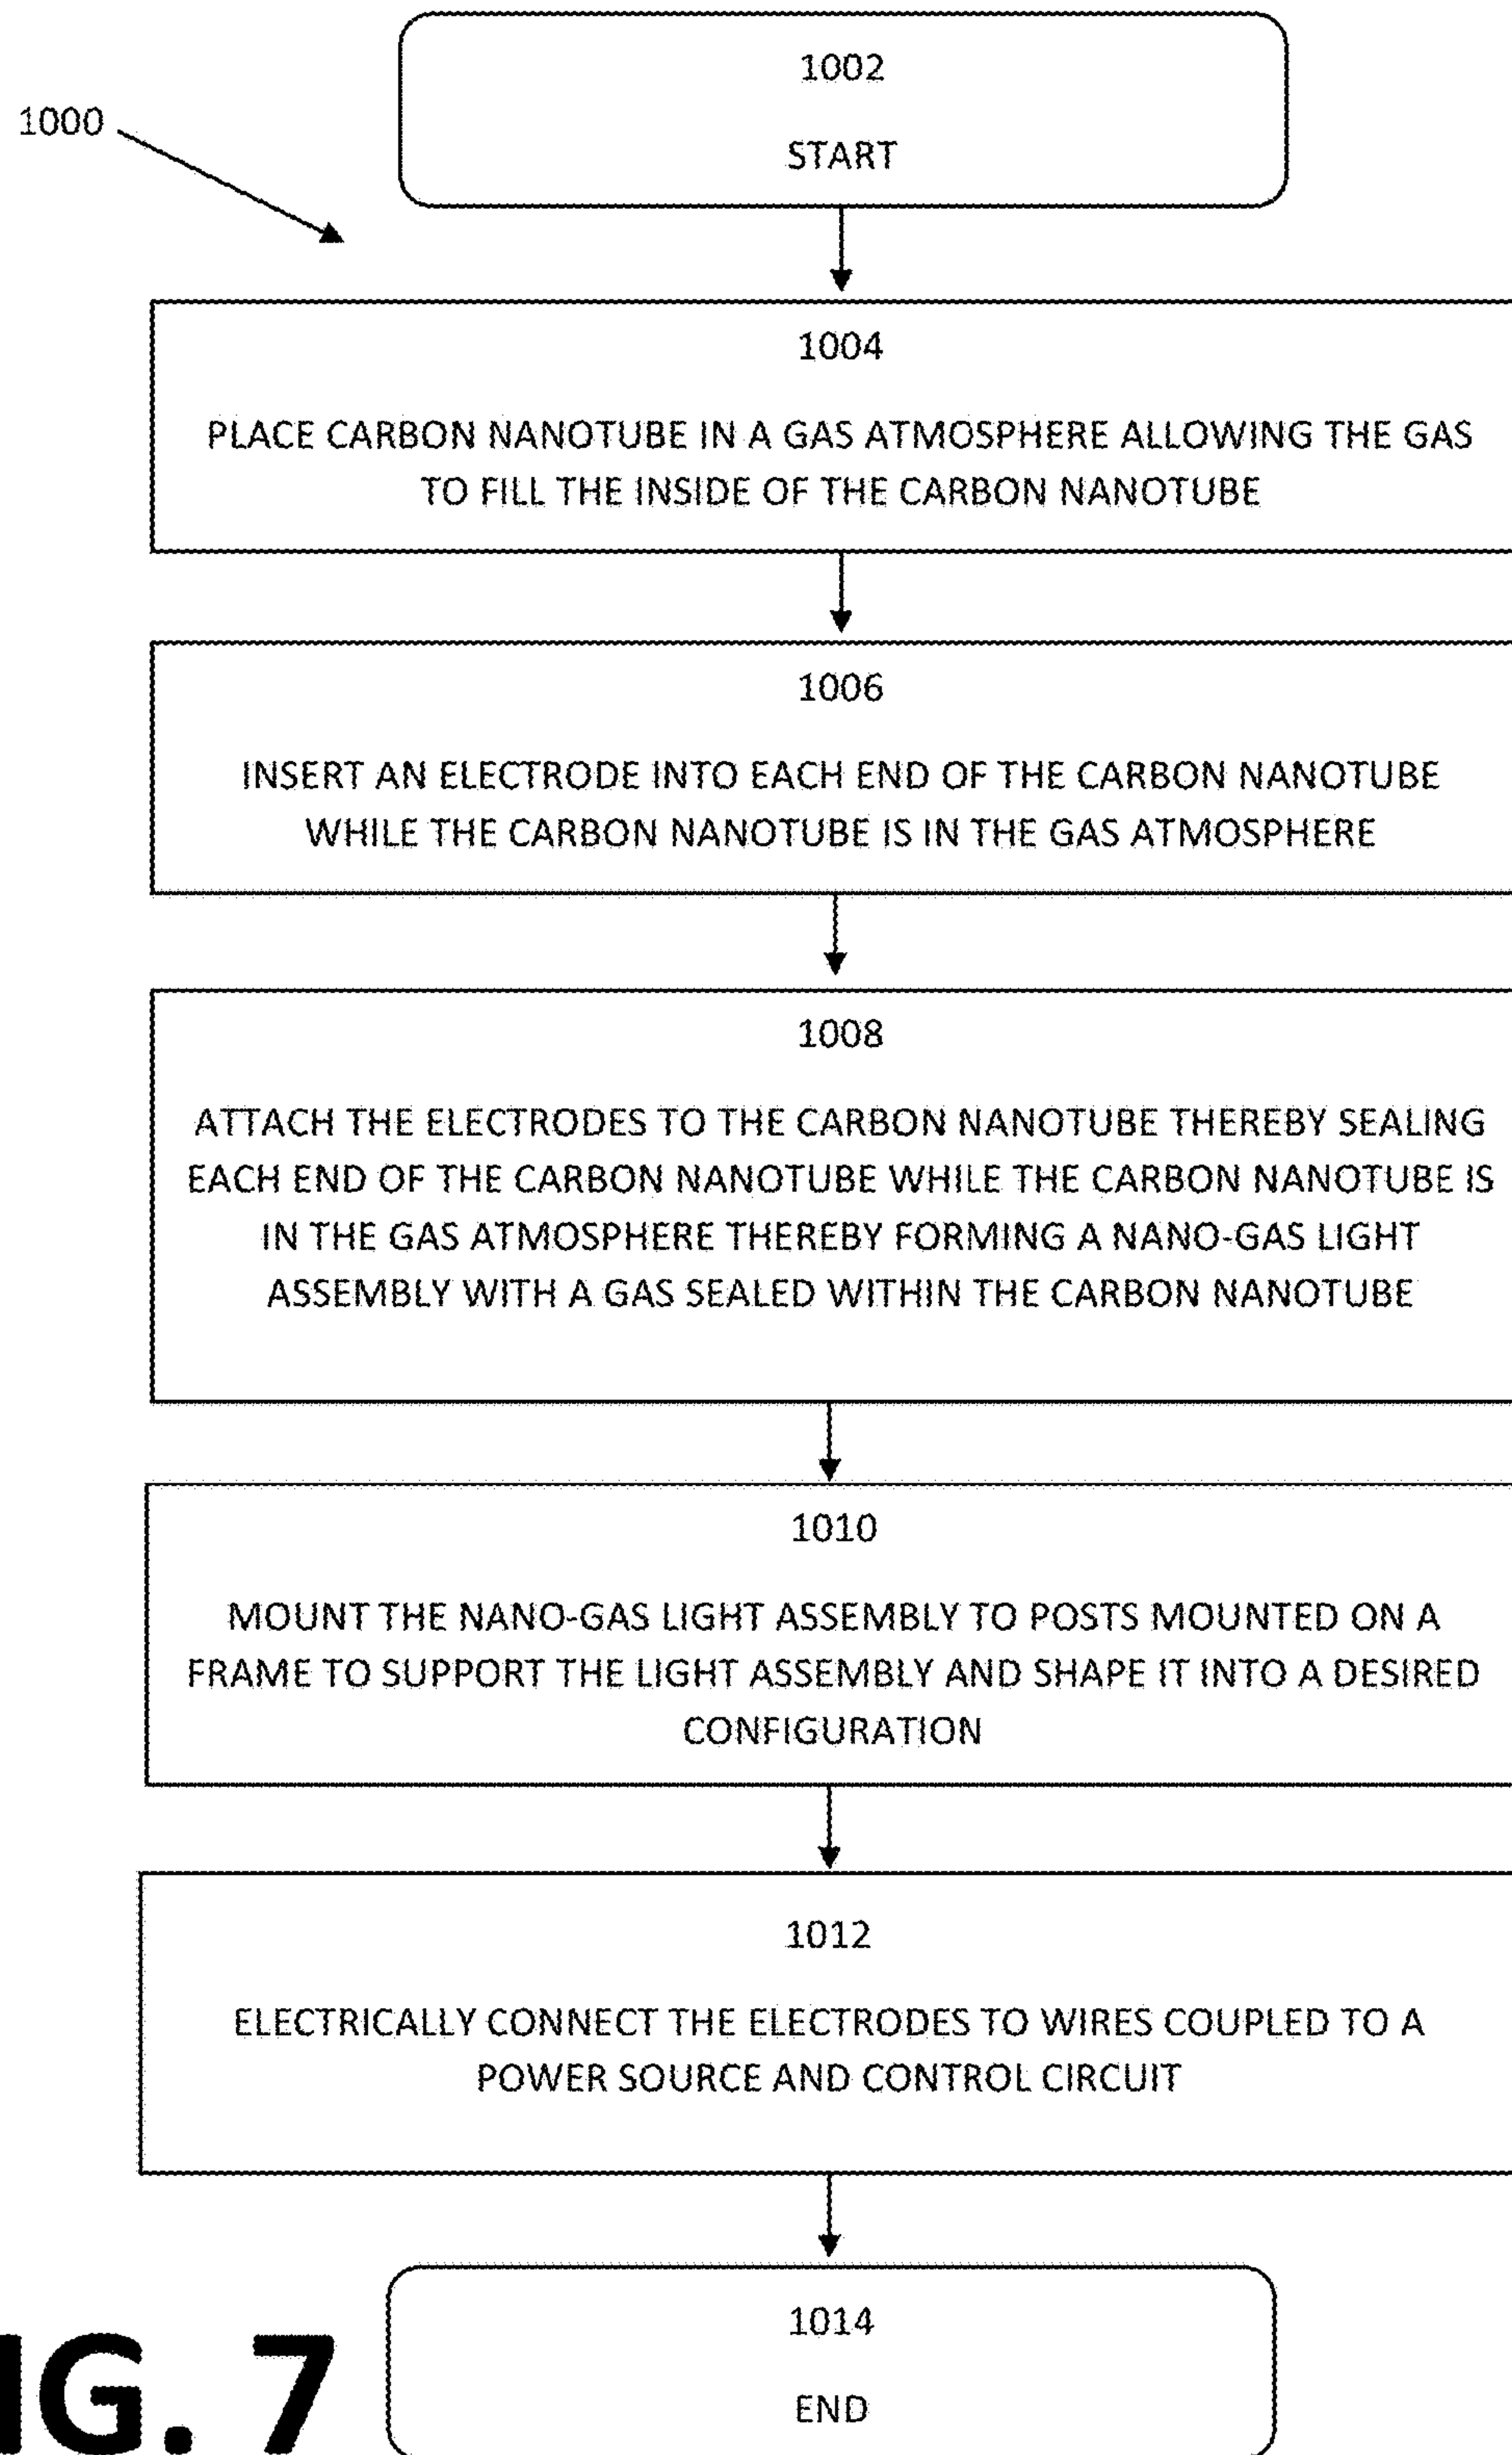 1002
START
1000
1004
PLACE CARBON NANOTUBE IN A GAS ATMOSPHERE ALLOWING THE GAS
TO FILL THE INSIDE OF THE CARBON NANOTUBE
1006
INSERT AN ELECTRODE INTO EACH END OF THE CARBON NANOTUBE
WHILE THE CARBON NANOTUBE IS IN THE GAS ATMOSPHERE
1008
ATTACH THE ELECTRODES TO THE CARBON NANOTUBE THEREBY SEALING
EACH END OF THE CARBON NANOTUBE WHILE THE CARBON NANOTUBE IS
IN THE GAS ATMOSPHERE THEREBY FORMING A NANO-GAS LIGHT
ASSEMBLY WITH A GAS SEALED WITHIN THE CARBON NANOTUBE
1010
MOUNT THE NANO-GAS LIGHT ASSEMBLY TO POSTS MOUNTED ON A
FRAME TO SUPPORT THE LIGHT ASSEMBLY AND SHAPE IT INTO A DESIRED
CONFIGURATION
1012
ELECTRICALLY CONNECT THE ELECTRODES TO WIRES COUPLED TO A
POWER SOURCE AND CONTROL CIRCUIT
1014
END
IG. 7